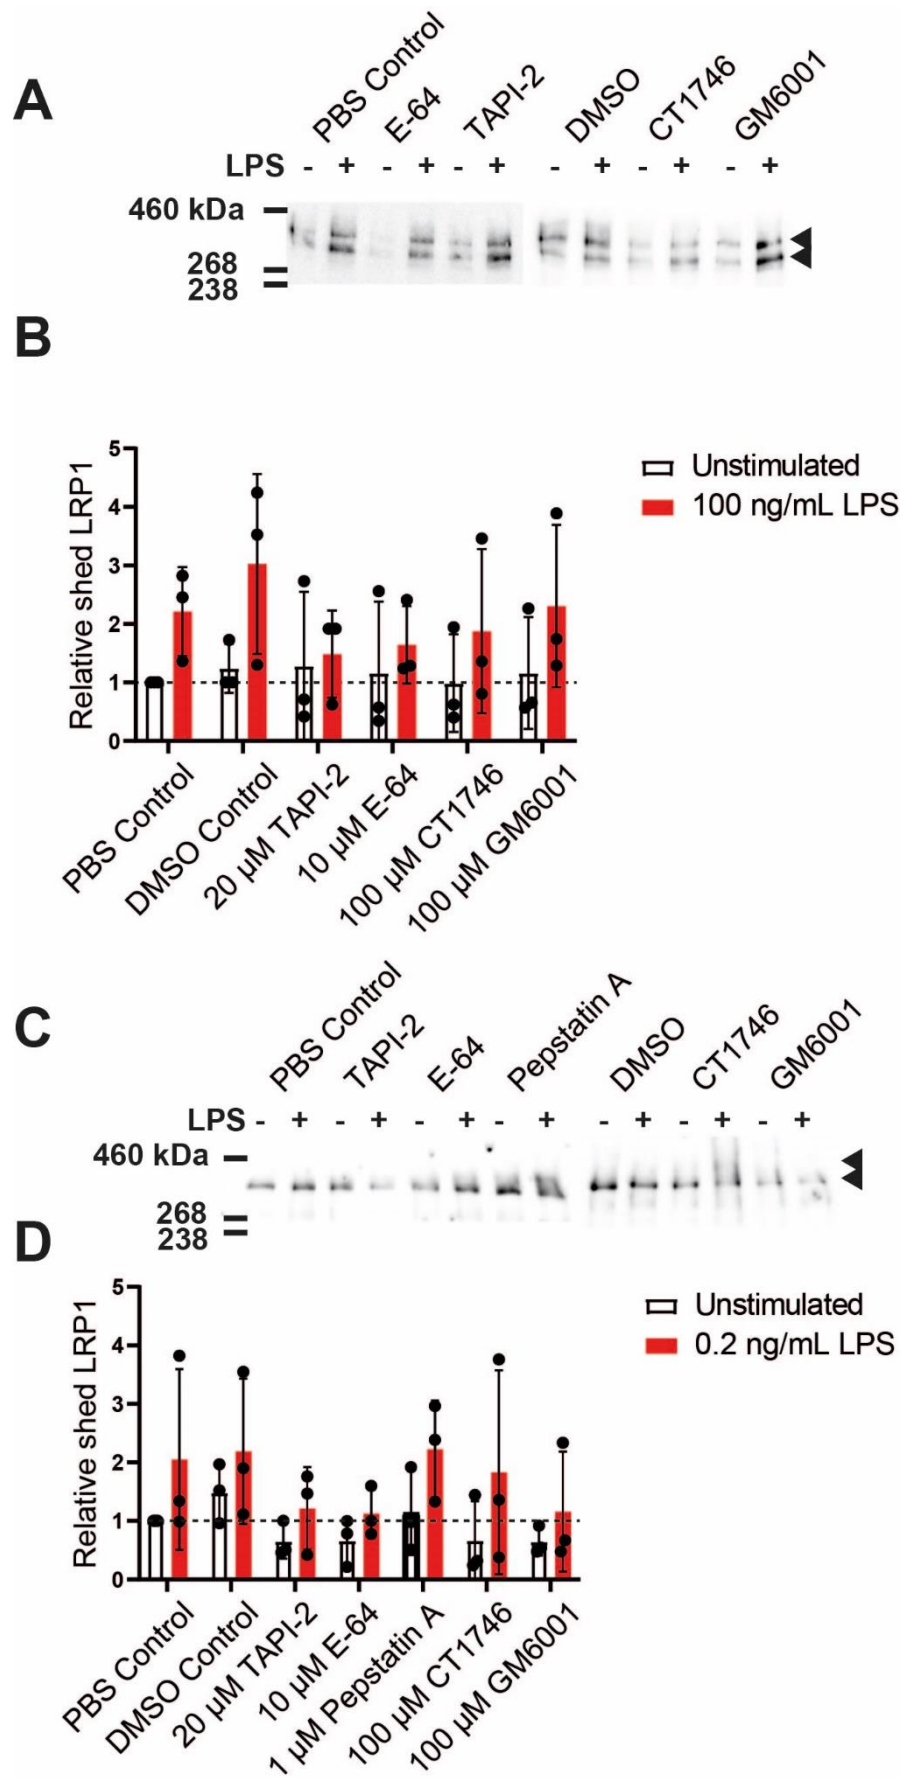 A
PBS Control
E-64
TAPI-2
DMSO
CT1746
GM6001
LPS - + - + - + - + - + - +
460 kDa
268
238
B
5
4
3
2
1
0
Relative shed LRP1
Unstimulated
100 ng/mL LPS
PBS Control
DMSO Control
20 µM TAPI-2
10 µM E-64
100 µM CT1746
100 µM GM6001
C
PBS Control
TAPI-2
E-64
Pepstatin A
DMSO
CT1746
GM6001
LPS - + - + - + - + - + - + - +
460 kDa
268
238
D
5
4
3
2
1
0
Relative shed LRP1
Unstimulated
0.2 ng/mL LPS
PBS Control
DMSO Control
20 µM TAPI-2
10 µM E-64
1 µM Pepstatin A
100 µM CT1746
100 µM GM6001